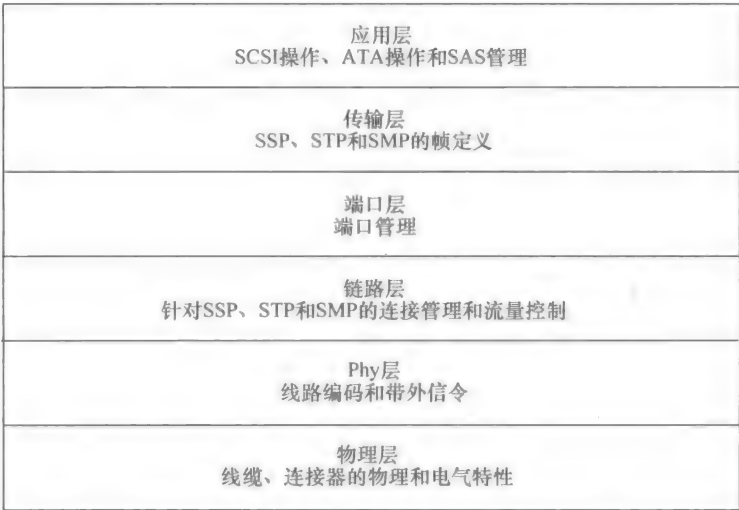 应用层
SCSI操作、ATA操作和SAS管理
传输层
SSP、STP和SMP的帧定义
端口层
端口管理
链路层
针对SSP、STP和SMP的连接管理和流量控制
Phy层
线路编码和带外信令
物理层
线缆、连接器的物理和电气特性